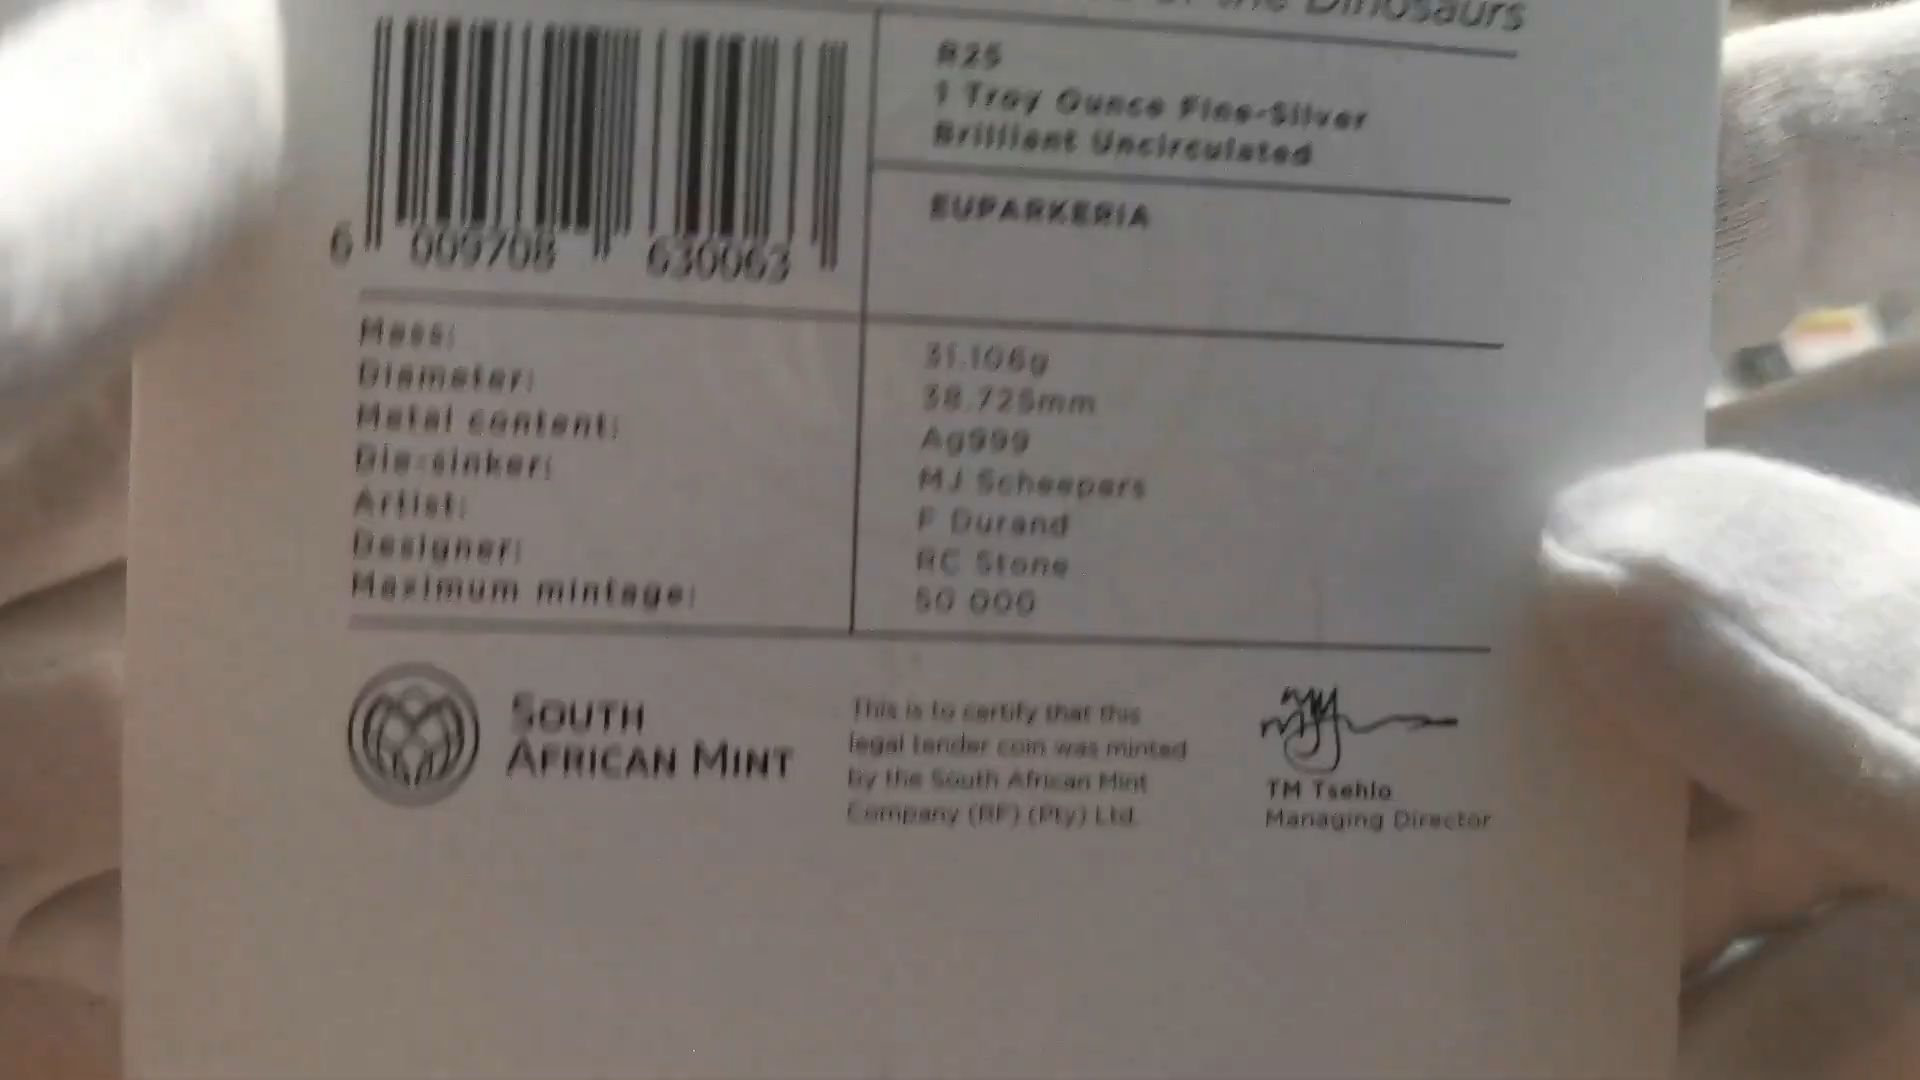 the Dinosaurs
R25
1 Troy Ounce Fine-Silver
Brilliant Uncirculated
EUPARKERIA
6 009708 630063
Mass: 31.106g
Diameter: 38.725mm
Metal content: Ag999
Die-sinker: MJ Scheepers
Artist: F Durand
Designer: RC Stone
Maximum mintage: 50 000
SOUTH
AFRICAN MINT
This is to certify that this
legal tender coin was minted
by the South African Mint
Company (RF) (Pty) Ltd.
TM Tsehlo
Managing Director